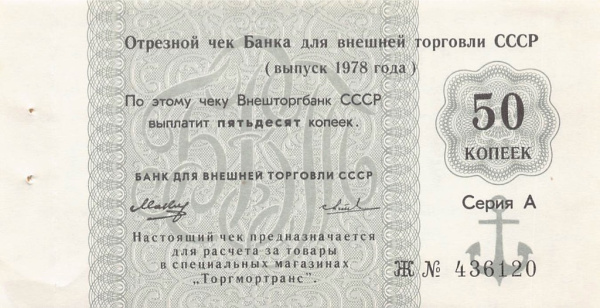 Отрезной чек Банка для внешней торговли СССР
( выпуск 1978 года )
По этому чеку Внешторгбанк СССР
выплатит пятьдесят копеек.
50
КОПЕЕК
БАНК ДЛЯ ВНЕШНЕЙ ТОРГОВЛИ СССР
Серия А
Настоящий чек предназначается
для расчета за товары
в специальных магазинах
„Торгмортранс".
Ж № 436120